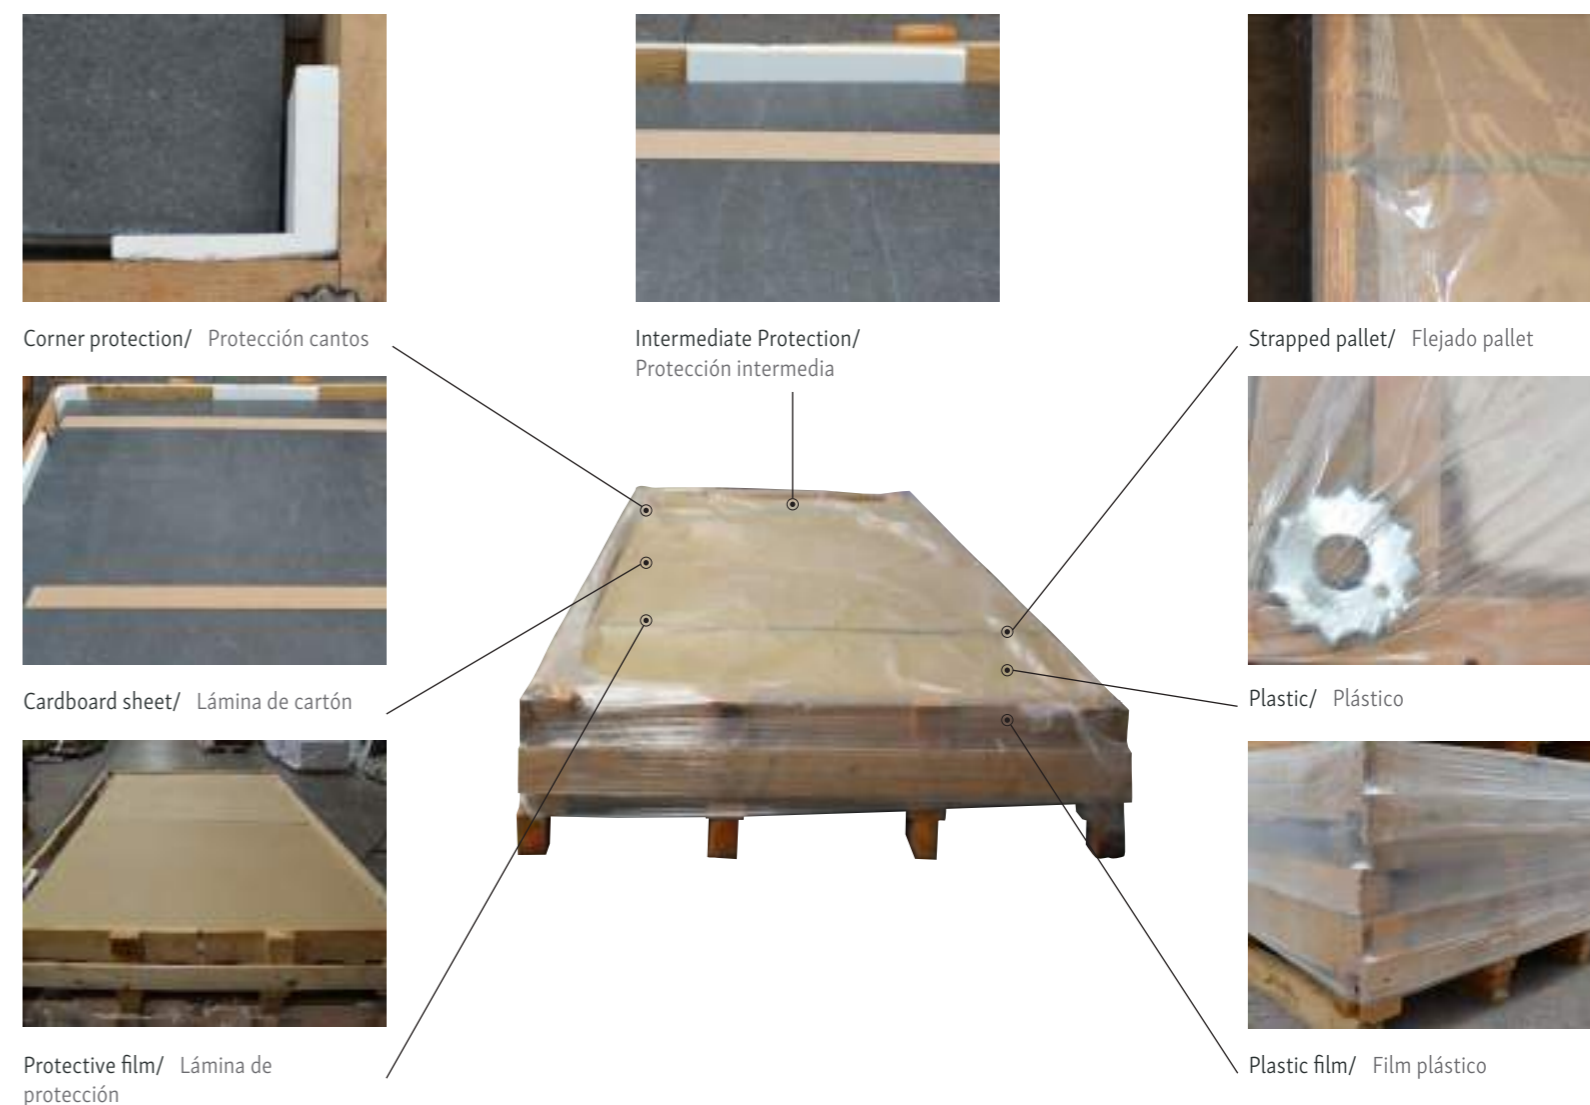 Corner protection/ Protección cantos
Intermediate Protection/
Protección intermedia
Strapped pallet/ Flejado pallet
Cardboard sheet/ Lámina de cartón
Plastic/ Plástico
Protective film/ Lámina de
protección
Plastic film/ Film plástico